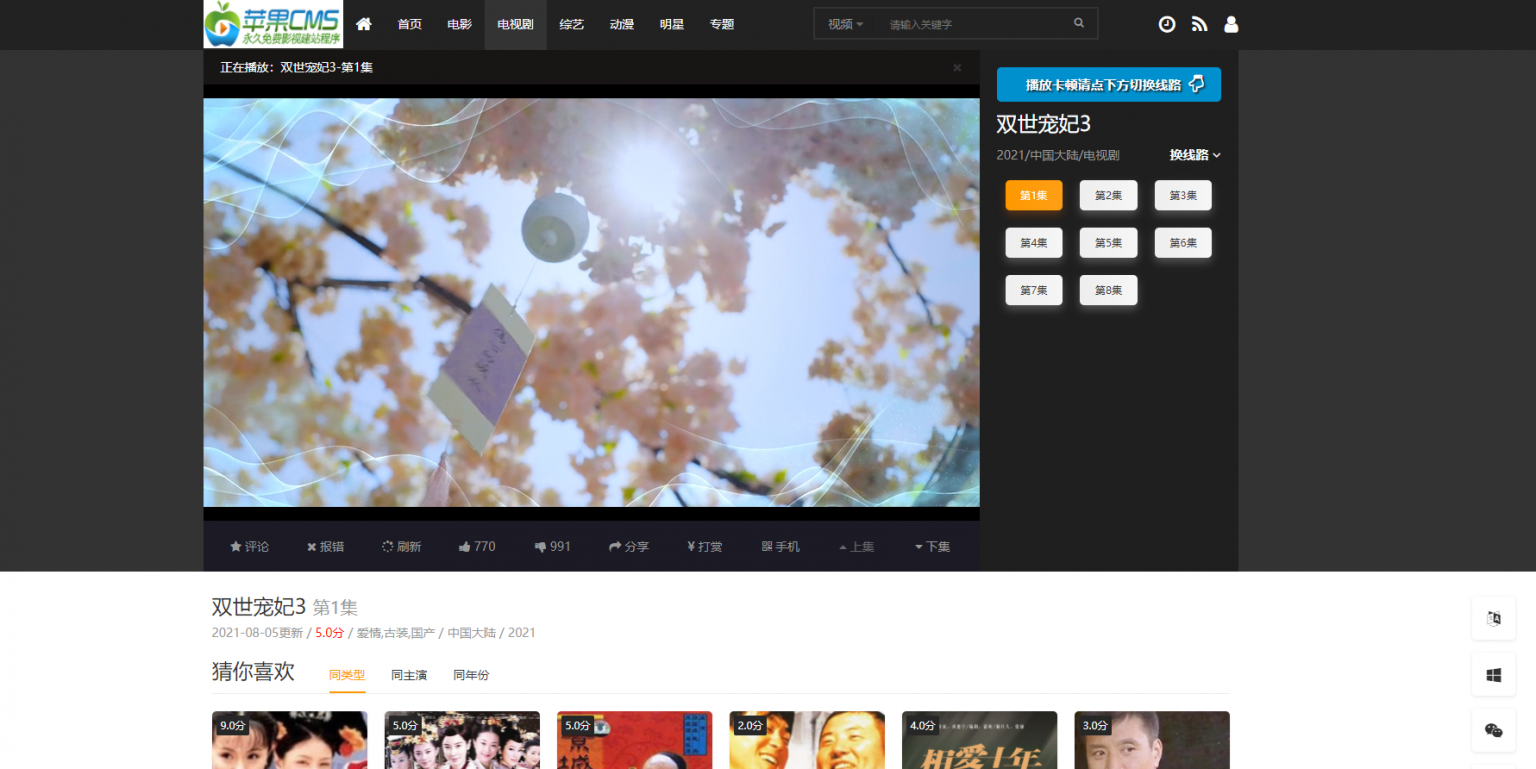 苹果CMS
永久免费影视建站程序
首页 电影 电视剧 综艺 动漫 明星 专题
视频 请输入关键字
正在播放：双世宠妃3-第1集
播放卡顿请点下方切换线路
双世宠妃3
2021/中国大陆/电视剧 换线路
第1集 第2集 第3集
第4集 第5集 第6集
第7集 第8集
评论 报错 刷新 770 991 分享 打赏 手机 上集 下集
双世宠妃3 第1集
2021-08-05更新 / 5.0分 / 爱情,古装,国产 / 中国大陆 / 2021
猜你喜欢 同类型 同主演 同年份
9.0分 5.0分 5.0分 2.0分 4.0分 3.0分
相愛十年